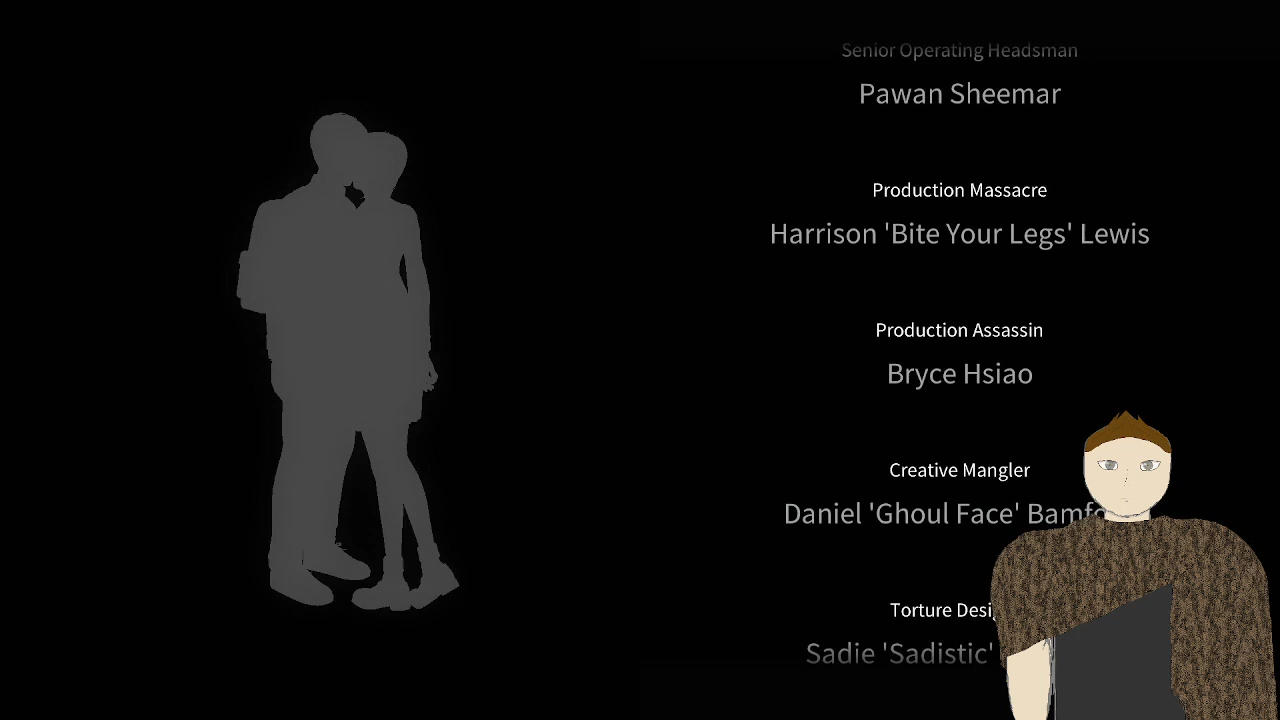 Senior Operating Headsman
Pawan Sheemar
Production Massacre
Harrison 'Bite Your Legs' Lewis
Production Assassin
Bryce Hsiao
Creative Mangler
Daniel 'Ghoul Face'
Torture
Sadie 'Sadistic'